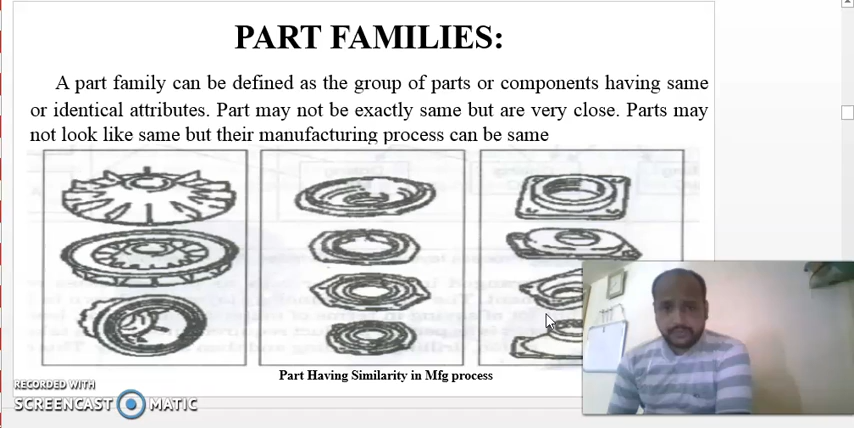 PART FAMILIES:
A part family can be defined as the group of parts or components having same
or identical attributes. Part may not be exactly same but are very close. Parts may
not look like same but their manufacturing process can be same
Part Having Similarity in Mfg process
RECORDED WITH
SCREENCAST MATIC